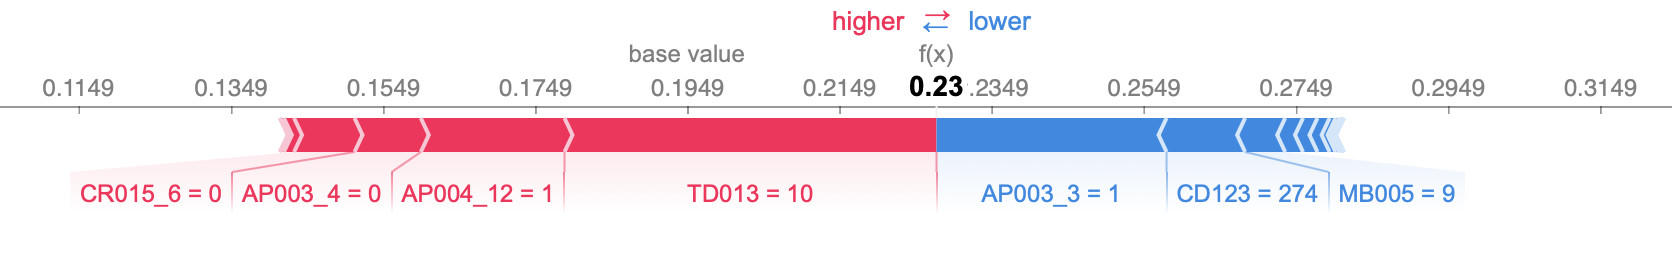 higher ⇄ lower
base value f(x)
0.1149 0.1349 0.1549 0.1749 0.1949 0.2149 0.23 .2349 0.2549 0.2749 0.2949 0.3149
CR015_6 = 0 AP003_4 = 0 AP004_12 = 1 TD013 = 10 AP003_3 = 1 CD123 = 274 MB005 = 9